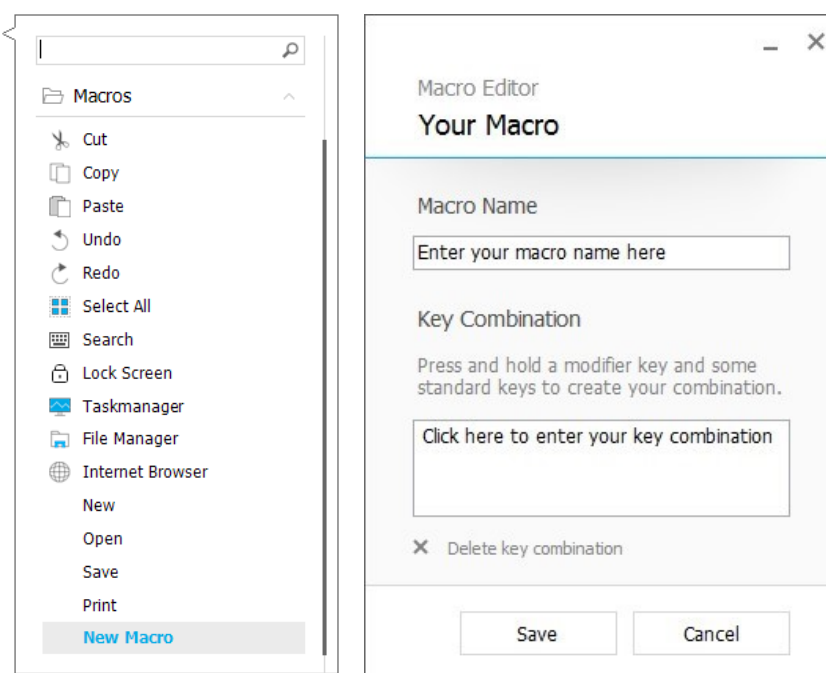 Macros
Cut
Copy
Paste
Undo
Redo
Select All
Search
Lock Screen
Taskmanager
File Manager
Internet Browser
New
Open
Save
Print
New Macro
Macro Editor
Your Macro
Macro Name
Enter your macro name here
Key Combination
Press and hold a modifier key and some
standard keys to create your combination.
Click here to enter your key combination
Delete key combination
Save
Cancel